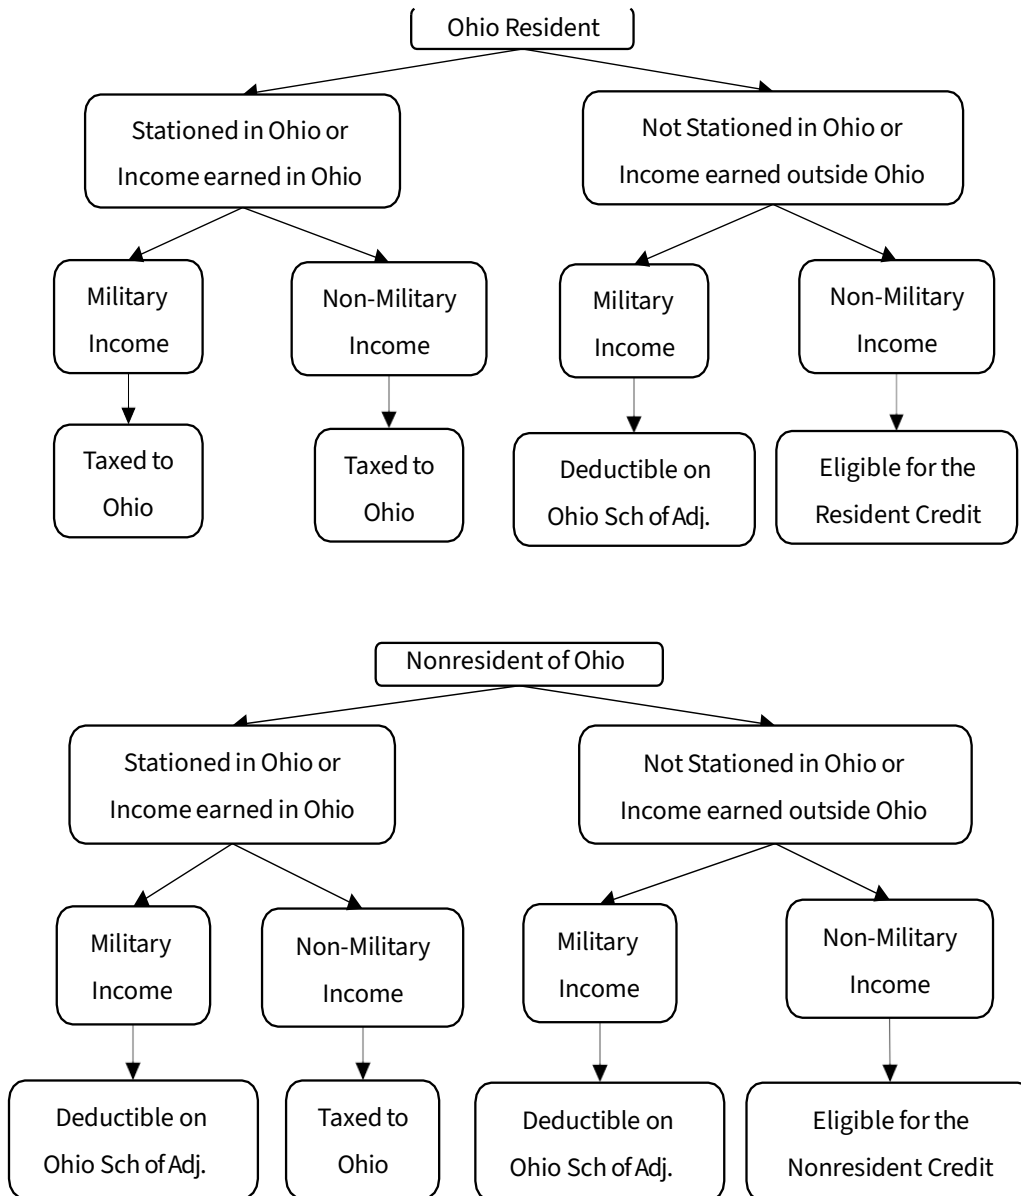 Ohio Resident
Stationed in Ohio or
Income earned in Ohio
Not Stationed in Ohio or
Income earned outside Ohio
Military
Income
Non-Military
Income
Military
Income
Non-Military
Income
Taxed to
Ohio
Taxed to
Ohio
Deductible on
Ohio Sch of Adj.
Eligible for the
Resident Credit
Nonresident of Ohio
Stationed in Ohio or
Income earned in Ohio
Not Stationed in Ohio or
Income earned outside Ohio
Military
Income
Non-Military
Income
Military
Income
Non-Military
Income
Deductible on
Ohio Sch of Adj.
Taxed to
Ohio
Deductible on
Ohio Sch of Adj.
Eligible for the
Nonresident Credit